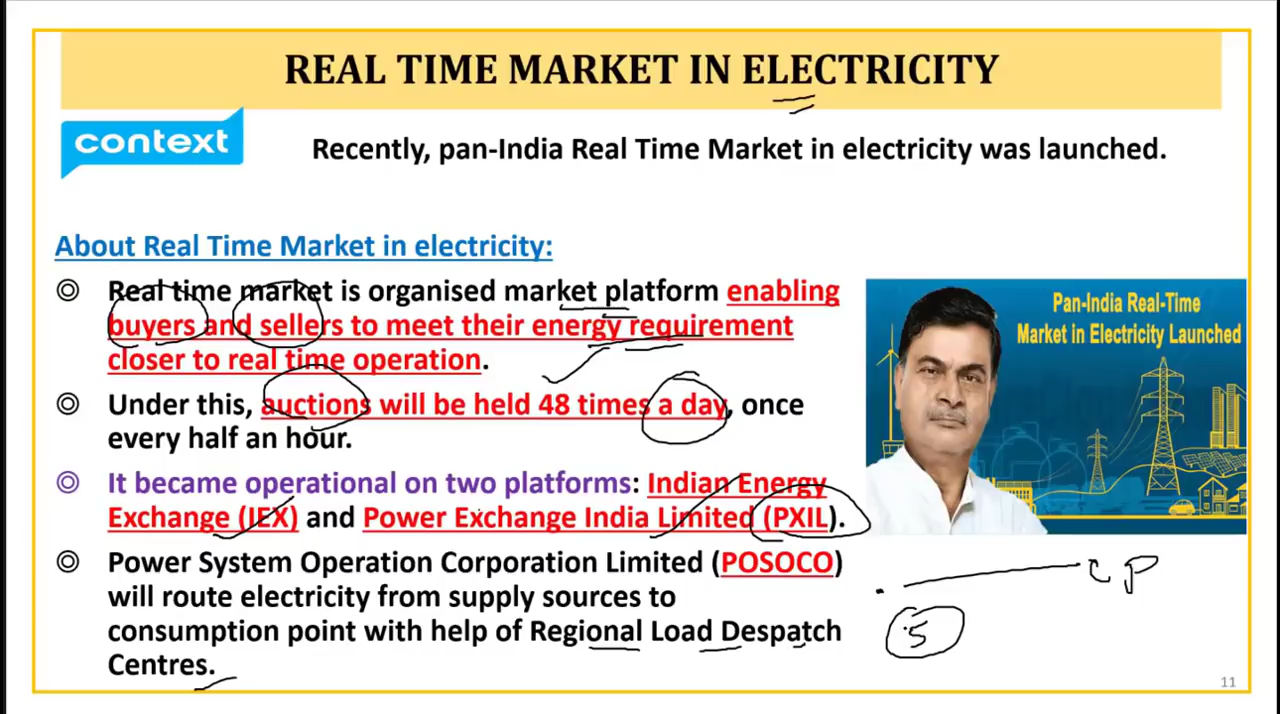 REAL TIME MARKET IN ELECTRICITY
context
Recently, pan-India Real Time Market in electricity was launched.
About Real Time Market in electricity:
◎ Real time market is organised market platform enabling
buyers and sellers to meet their energy requirement
closer to real time operation.
◎ Under this, auctions will be held 48 times a day, once
every half an hour.
◎ It became operational on two platforms: Indian Energy
Exchange (IEX) and Power Exchange India Limited (PXIL).
◎ Power System Operation Corporation Limited (POSOCO)
will route electricity from supply sources to
consumption point with help of Regional Load Despatch
Centres.
Pan-India Real-Time
Market in Electricity Launched
C P
5
11